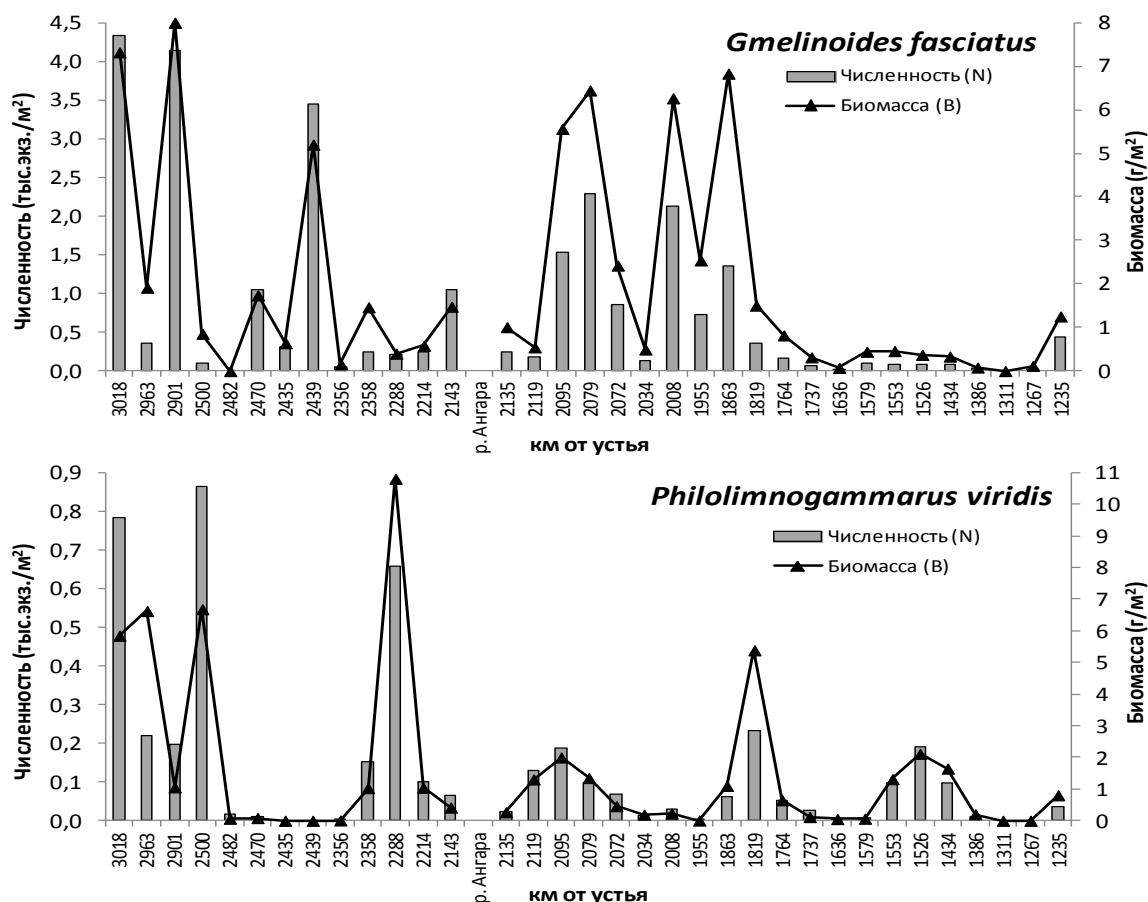 Gmelinoides fasciatus
Численность (N)
Биомасса (B)
Численность (тыс.экз./м²)
4,5
4,0
3,5
3,0
2,5
2,0
1,5
1,0
0,5
0,0
Биомасса (г/м²)
8
7
6
5
4
3
2
1
0
3018 2963 2901 2500 2482 2470 2435 2439 2356 2358 2288 2214 2143 р. Ангара 2135 2119 2095 2079 2072 2034 2008 1955 1863 1819 1764 1737 1636 1579 1553 1526 1434 1386 1311 1267 1235
км от устья
Philolimnogammarus viridis
Численность (N)
Биомасса (B)
Численность (тыс.экз./м²)
0,9
0,8
0,7
0,6
0,5
0,4
0,3
0,2
0,1
0,0
Биомасса (г/м²)
11
10
9
8
7
6
5
4
3
2
1
0
3018 2963 2901 2500 2482 2470 2435 2439 2356 2358 2288 2214 2143 р. Ангара 2135 2119 2095 2079 2072 2034 2008 1955 1863 1819 1764 1737 1636 1579 1553 1526 1434 1386 1311 1267 1235
км от устья